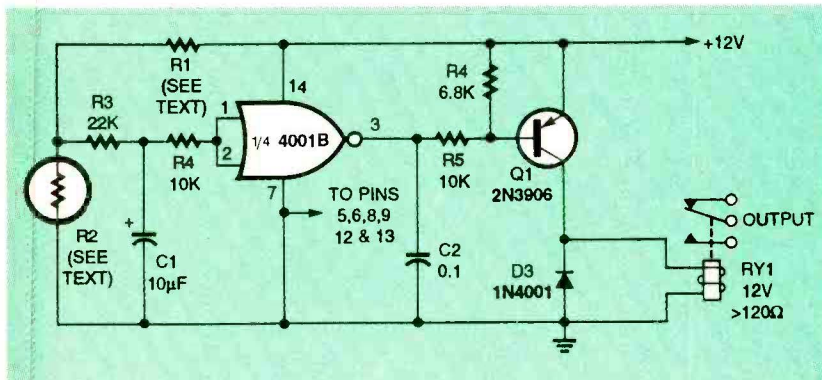 R1
(SEE
TEXT)
+12V
R3
22K
14
R4
6.8K
1
2
1/4 4001B
3
R4
10K
R5
10K
Q1
2N3906
7
TO PINS
5,6,8,9
12 & 13
R2
(SEE
TEXT)
+
C1
10µF
C2
0.1
D3
1N4001
OUTPUT
RY1
12V
>120Ω